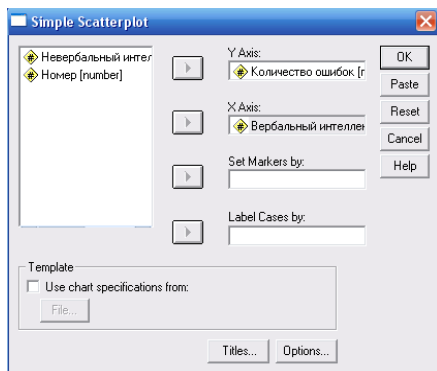 Simple Scatterplot
Невербальный интел
Номер [number]
Y Axis:
Количество ошибок [г
X Axis:
Вербальный интеллен
Set Markers by:
Label Cases by:
Template
Use chart specifications from:
File...
OK
Paste
Reset
Cancel
Help
Titles...
Options...